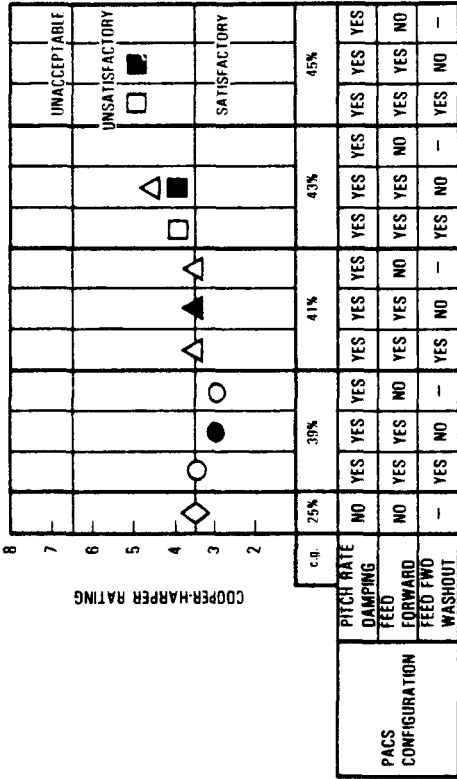 COOPER-HARPER RATING
8
7
6
5
4
3
2
UNACCEPTABLE
UNSATISFACTORY
SATISFACTORY
c.g. 25% 39% 41% 43% 45%
PACS
CONFIGURATION
PITCH RATE
DAMPING NO YES YES YES YES YES YES YES YES YES YES YES YES
FEED
FORWARD NO YES YES NO YES YES NO YES YES NO YES YES NO
FEED FWD
WASHOUT – YES NO – YES NO – YES NO – YES NO –